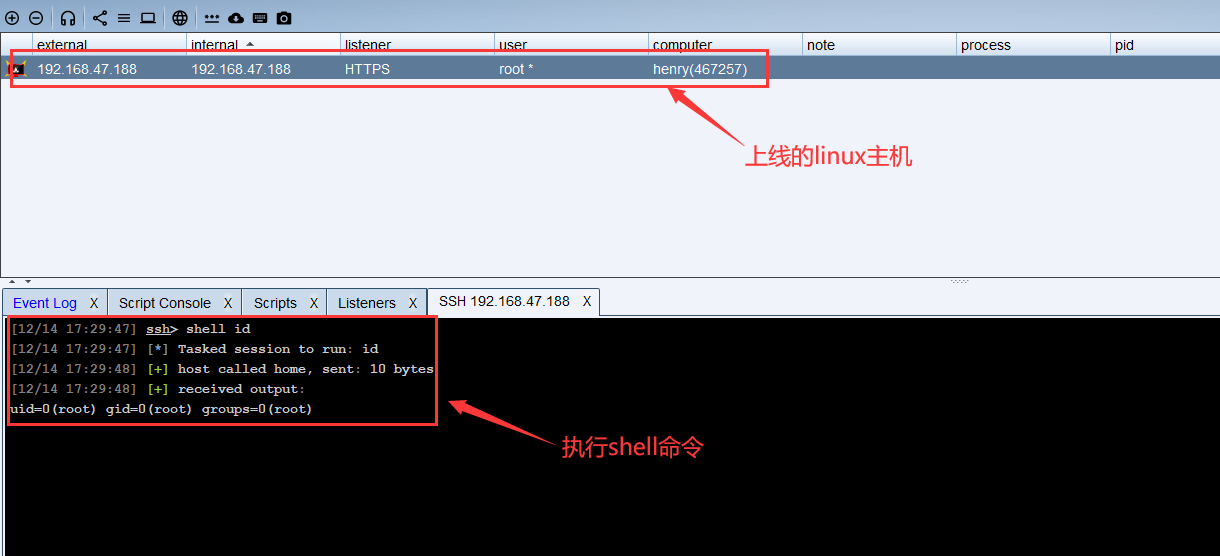 external internal listener user computer note process pid
192.168.47.188 192.168.47.188 HTTPS root * henry(467257)
上线的linux主机
Event Log X Script Console X Scripts X Listeners X SSH 192.168.47.188 X
[12/14 17:29:47] ssh> shell id
[12/14 17:29:47] [*] Tasked session to run: id
[12/14 17:29:48] [+] host called home, sent: 10 bytes
[12/14 17:29:48] [+] received output:
uid=0(root) gid=0(root) groups=0(root)
执行shell命令